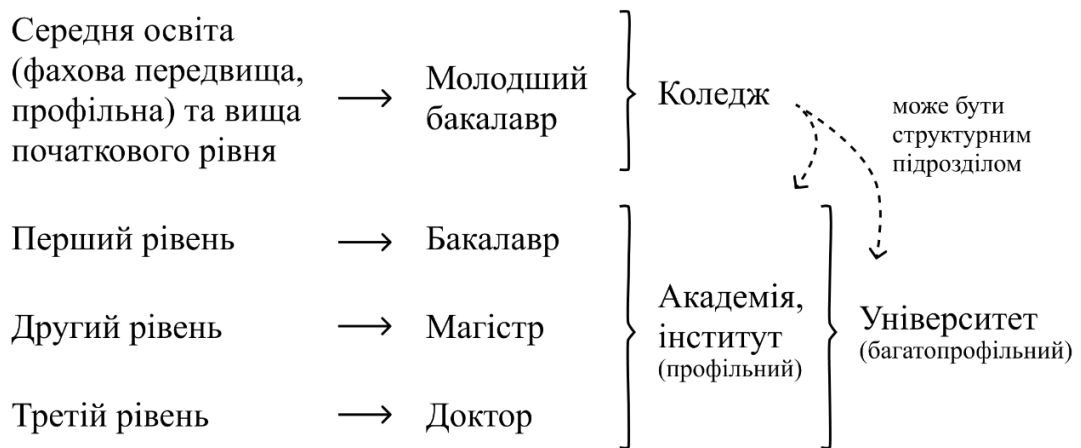 Середня освіта
(фахова передвища,
профільна) та вища
початкового рівня
Молодший
бакалавр
Коледж
може бути
структурним
підрозділом
Перший рівень
Бакалавр
Другий рівень
Магістр
Третій рівень
Доктор
Академія,
інститут
(профільний)
Університет
(багатопрофільний)